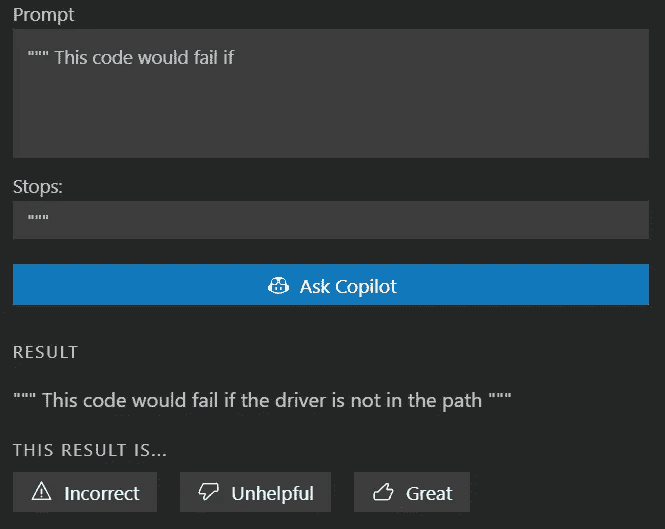 Prompt
""" This code would fail if
Stops:
"""
Ask Copilot
RESULT
""" This code would fail if the driver is not in the path """
THIS RESULT IS...
Incorrect Unhelpful Great